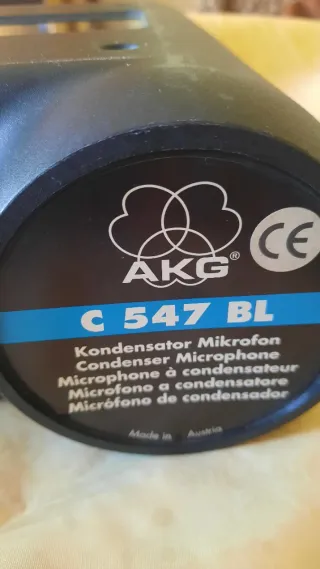 AKG®
CE
C 547 BL
Kondensator Mikrofon
Condenser Microphone
Microphone à condensateur
Microfono a condensatore
Micrófono de condensador
Made in Austria